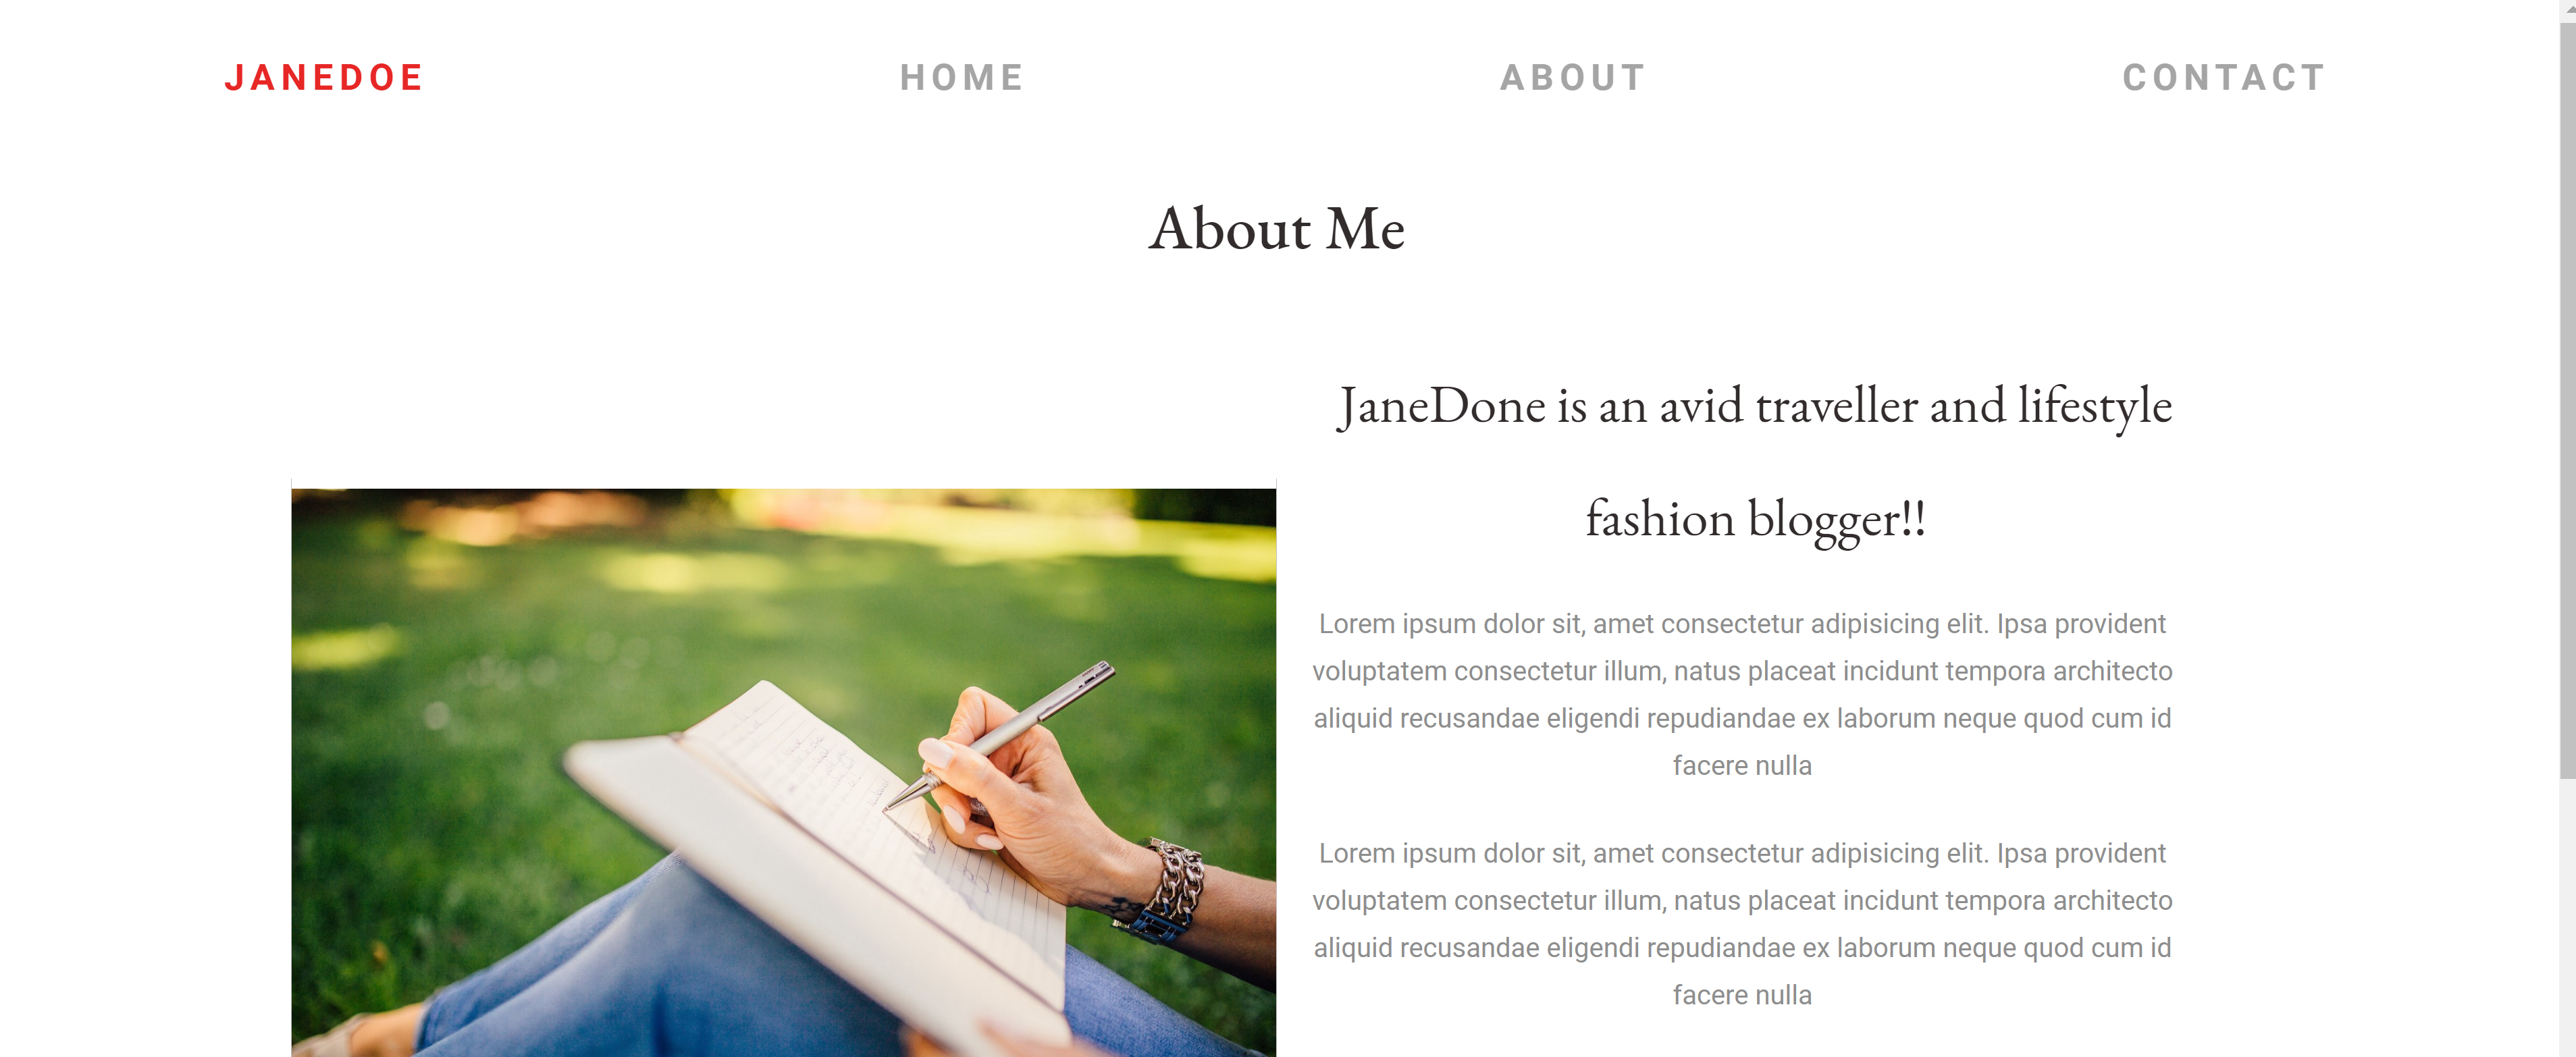 JANEDOE HOME ABOUT CONTACT
About Me
JaneDone is an avid traveller and lifestyle
fashion blogger!!
Lorem ipsum dolor sit, amet consectetur adipisicing elit. Ipsa provident
voluptatem consectetur illum, natus placeat incidunt tempora architecto
aliquid recusandae eligendi repudiandae ex laborum neque quod cum id
facere nulla
Lorem ipsum dolor sit, amet consectetur adipisicing elit. Ipsa provident
voluptatem consectetur illum, natus placeat incidunt tempora architecto
aliquid recusandae eligendi repudiandae ex laborum neque quod cum id
facere nulla